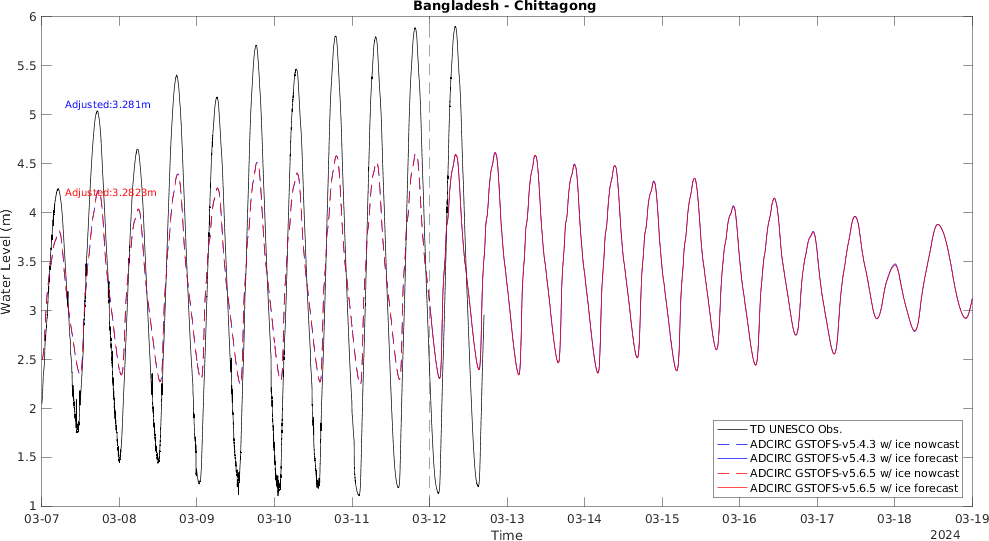 Bangladesh - Chittagong
6
5.5
5
4.5
4
3.5
3
2.5
2
1.5
1
Water Level (m)
Adjusted:3.281m
Adjusted:3.2823m
TD UNESCO Obs.
ADCIRC GSTOFS-v5.4.3 w/ ice nowcast
ADCIRC GSTOFS-v5.4.3 w/ ice forecast
ADCIRC GSTOFS-v5.6.5 w/ ice nowcast
ADCIRC GSTOFS-v5.6.5 w/ ice forecast
03-07 03-08 03-09 03-10 03-11 03-12 03-13 03-14 03-15 03-16 03-17 03-18 03-19
Time
2024